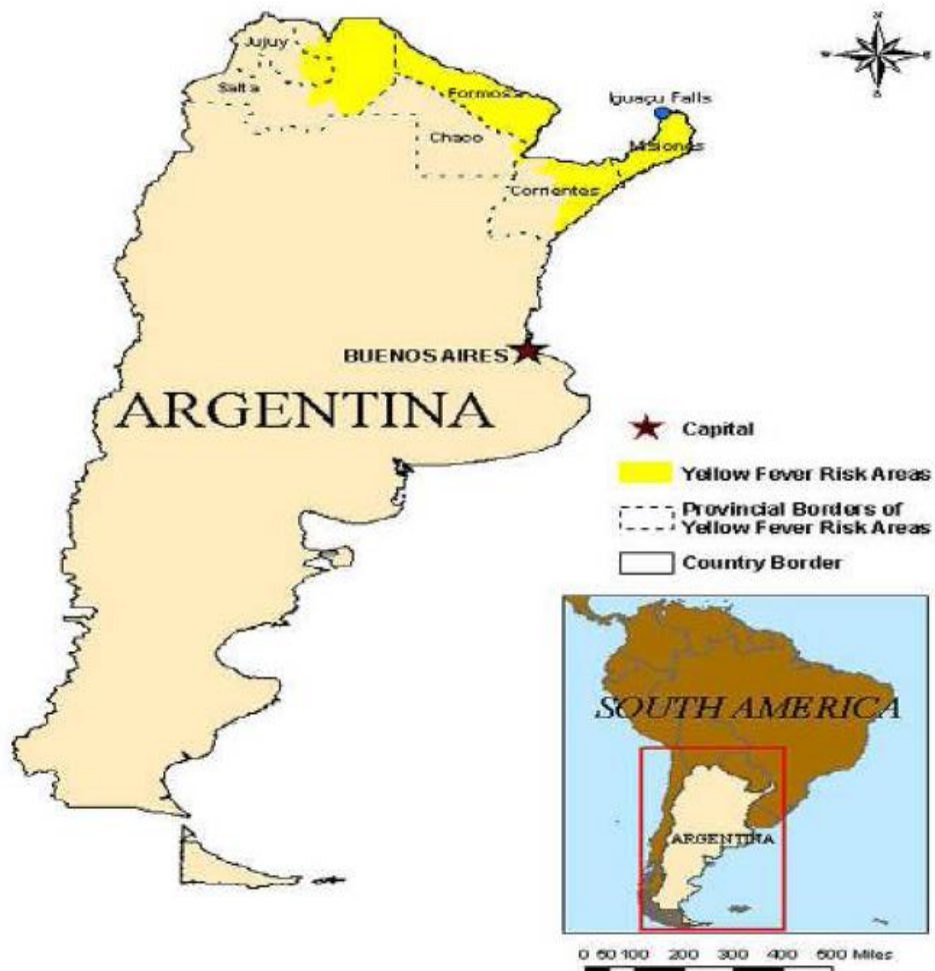 N
W
E
S
Jujuy
Salta
Formosa
Iguaçu Falls
Chaco
Misiones
Corrientes
BUENOS AIRES
ARGENTINA
Capital
Yellow Fever Risk Areas
Provincial Borders of
Yellow Fever Risk Areas
Country Border
SOUTH AMERICA
ARGENTINA
0 50 100 200 300 400 500 Miles